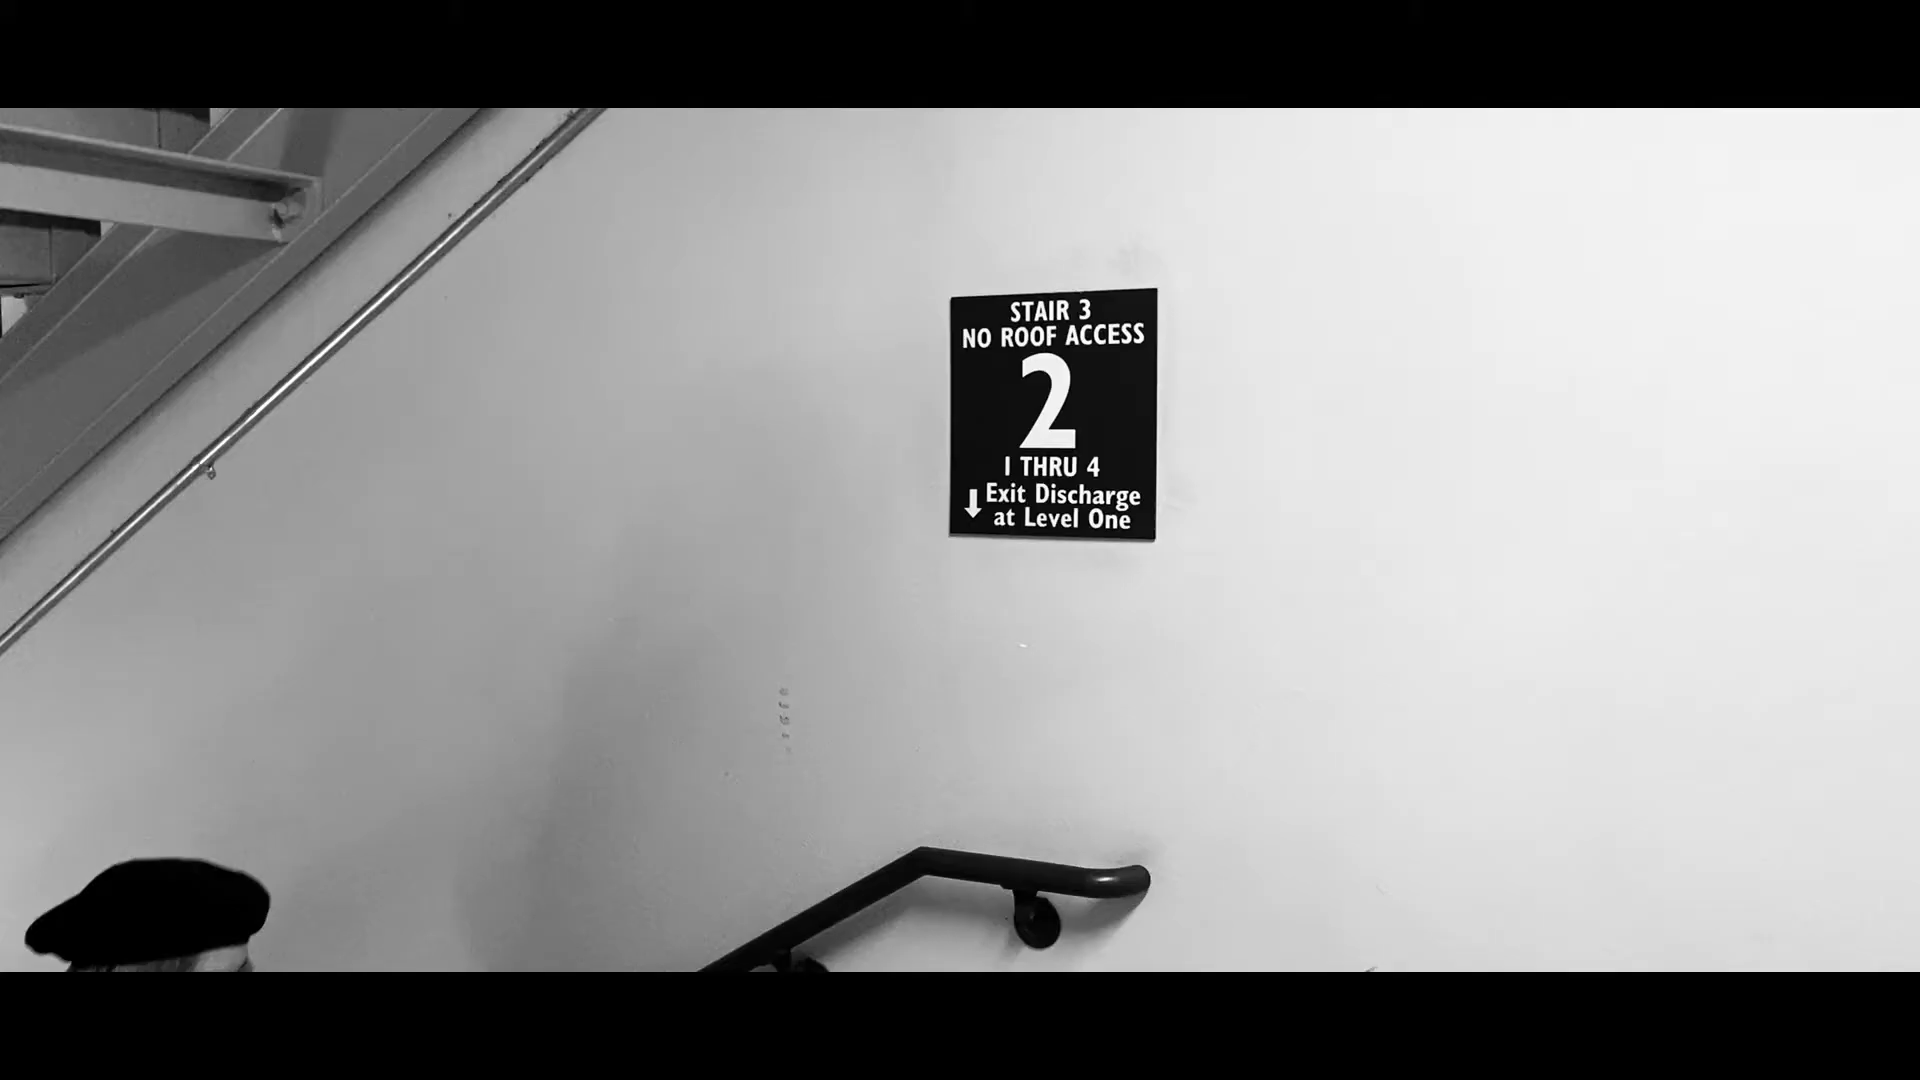 STAIR 3
NO ROOF ACCESS
2
1 THRU 4
Exit Discharge
at Level One